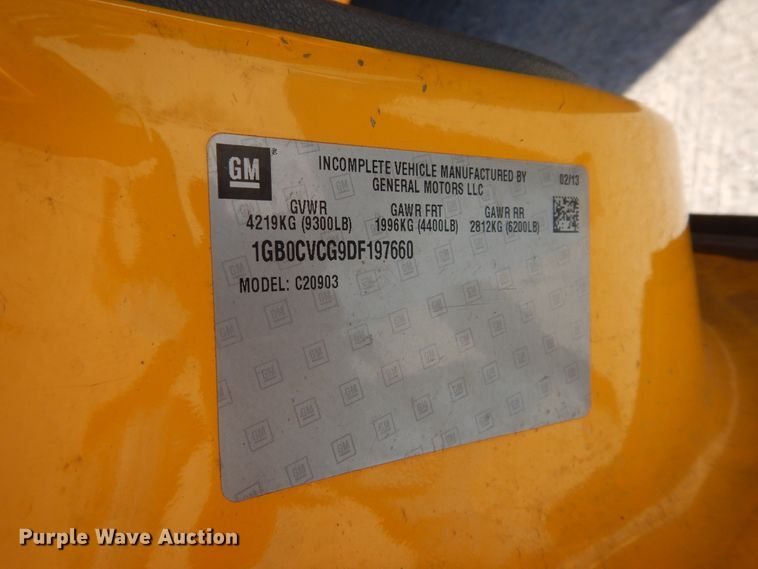 GM
INCOMPLETE VEHICLE MANUFACTURED BY
GENERAL MOTORS LLC
02/13
GVWR GAWR FRT GAWR RR
4219KG (9300LB) 1996KG (4400LB) 2812KG (6200LB)
1GB0CVCG9DF197660
MODEL: C20903
Purple Wave Auction